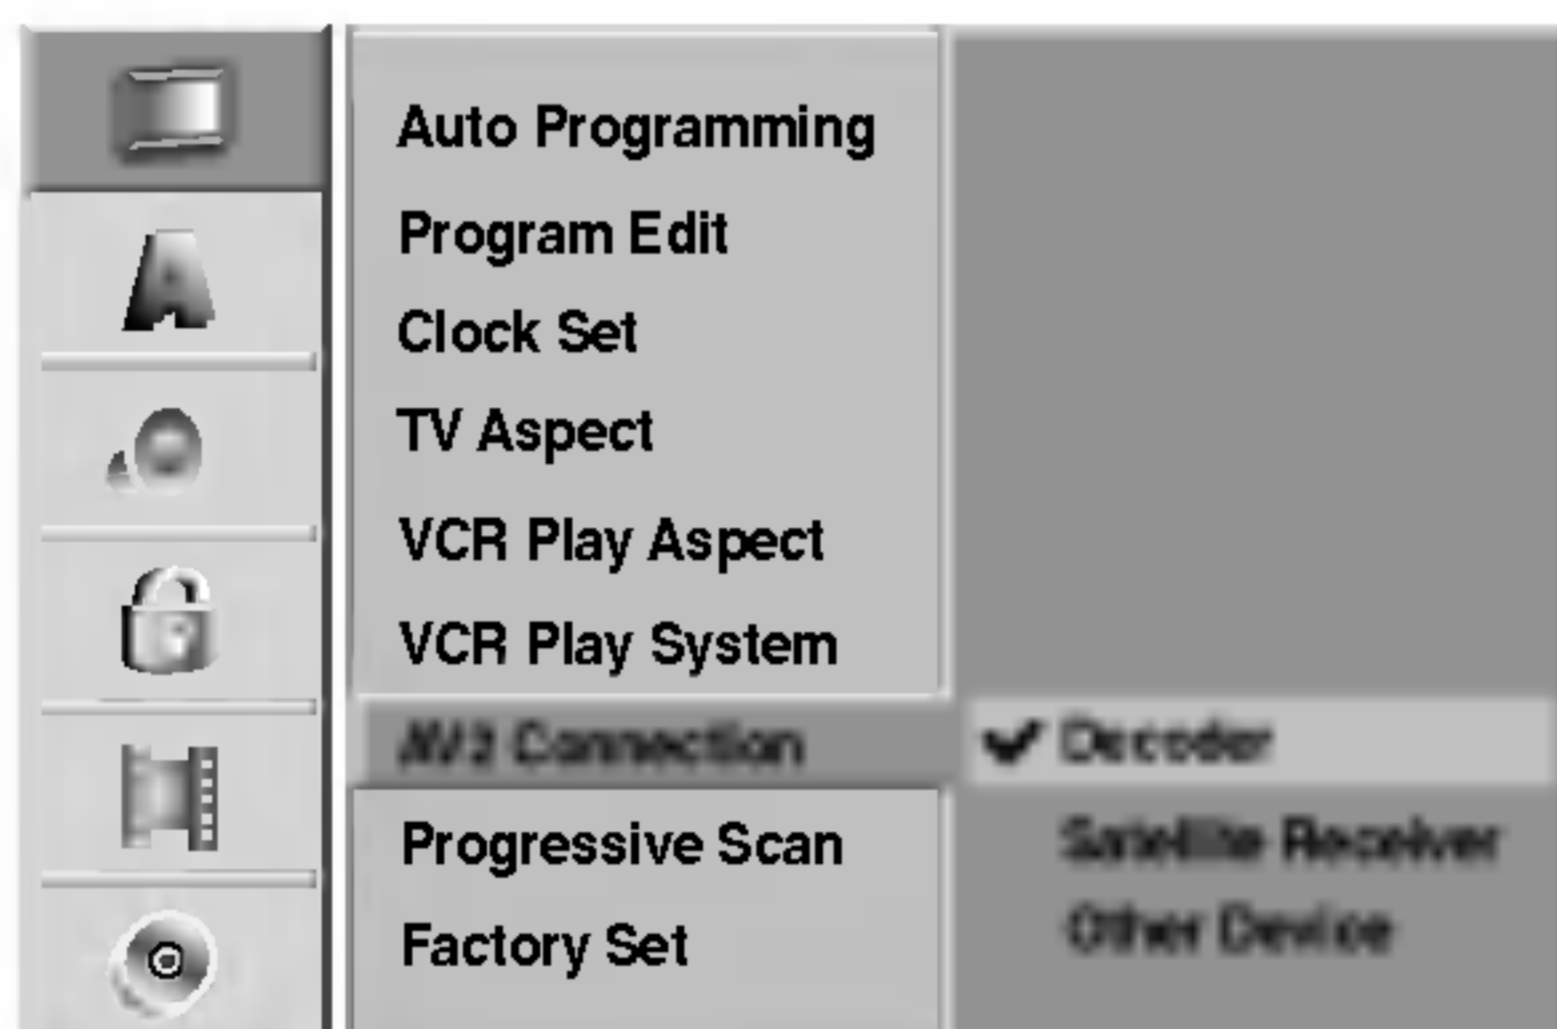 Auto Programming
Program Edit
Clock Set
TV Aspect
VCR Play Aspect
VCR Play System
AV2 Connection
Decoder
Progressive Scan
Satellite Receiver
Factory Set
Other Device